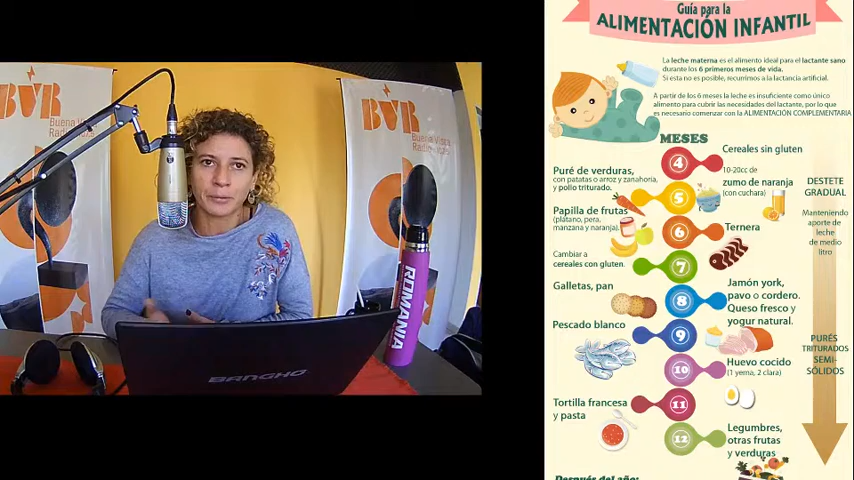 BVR
Buena Vibra
BVR
Buena Vibra
ROMANIA
BANGHO
Guía para la
ALIMENTACIÓN INFANTIL
La leche materna es el alimento ideal para el lactante sano
durante los 6 primeros meses de vida.
Si esta no es posible, recurrimos a la lactancia artificial.
A partir de los 6 meses la leche es insuficiente como único
alimento para cubrir las necesidades del lactante, por lo que
es necesario comenzar con la ALIMENTACIÓN COMPLEMENTARIA
MESES
4
Cereales sin gluten
Puré de verduras,
con patatas o arroz y zanahoria,
y pollo triturado.
5
10-20cc de
zumo de naranja
(con cuchara)
Papilla de frutas
(plátano, pera,
manzana y naranja).
6
Ternera
Cambiar a
cereales con gluten.
7
Galletas, pan
8
Jamón york,
pavo o cordero.
Queso fresco y
yogur natural.
Pescado blanco
9
10
Huevo cocido
(1 yema, 2 clara)
Tortilla francesa
y pasta
11
12
Legumbres,
otras frutas
y verduras
DESTETE
GRADUAL
Manteniendo
aporte de
leche
de medio
litro
PURÉS
TRITURADOS
SEMI-
SÓLIDOS
Después del año: